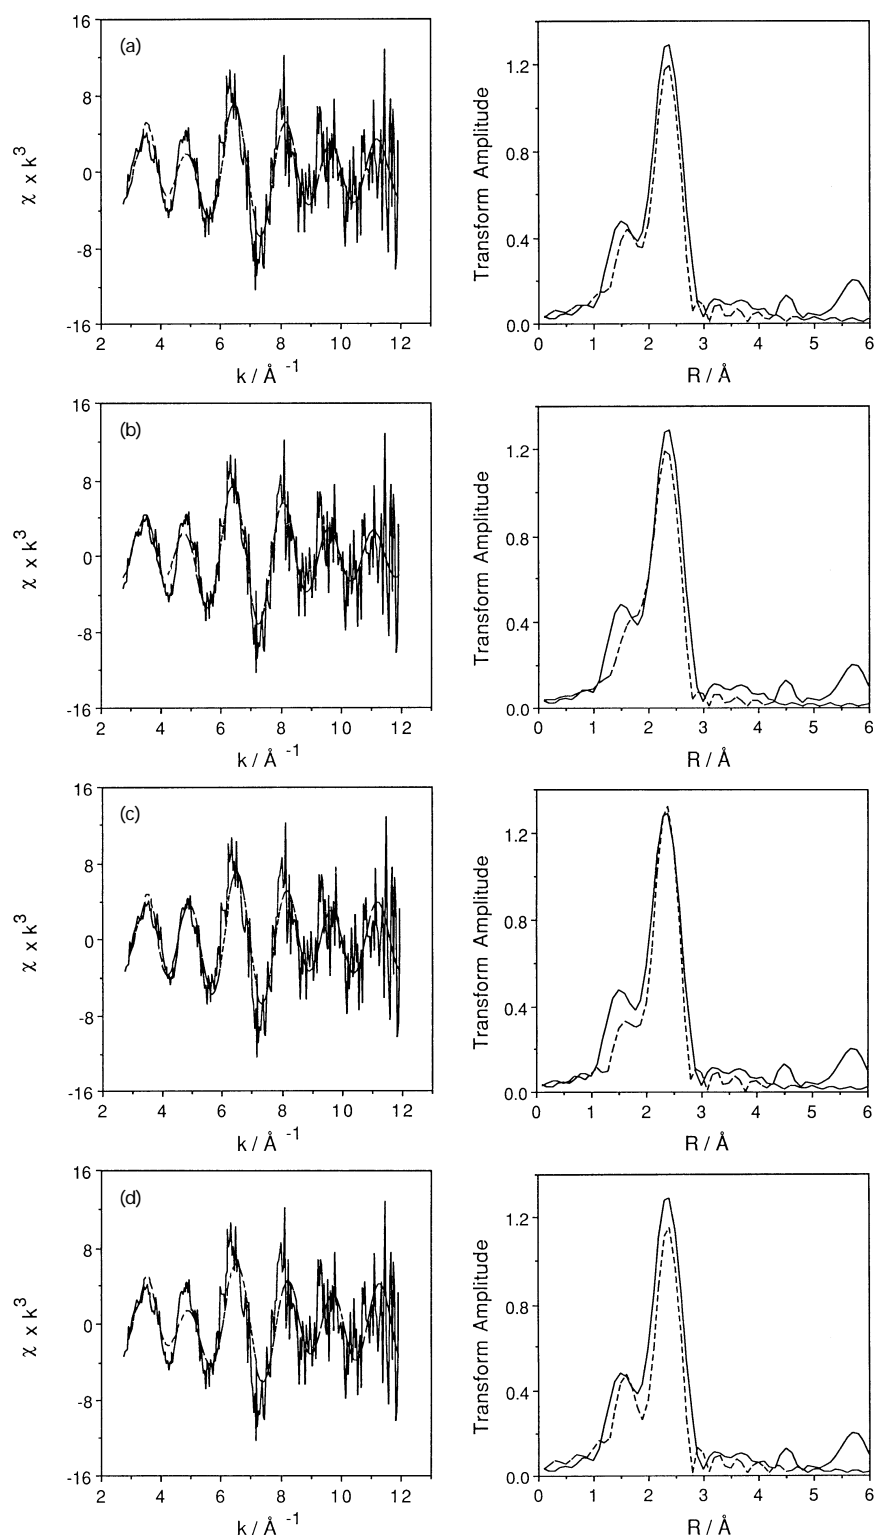 (a)
16
8
0
-8
-16
χ x k³
2 4 6 8 10 12
k / Å ⁻¹
1.2
0.8
0.4
0.0
Transform Amplitude
0 1 2 3 4 5 6
R / Å
(b)
16
8
0
-8
-16
χ x k³
2 4 6 8 10 12
k / Å ⁻¹
1.2
0.8
0.4
0.0
Transform Amplitude
0 1 2 3 4 5 6
R / Å
(c)
16
8
0
-8
-16
χ x k³
2 4 6 8 10 12
k / Å ⁻¹
1.2
0.8
0.4
0.0
Transform Amplitude
0 1 2 3 4 5 6
R / Å
(d)
16
8
0
-8
-16
χ x k³
2 4 6 8 10 12
k / Å ⁻¹
1.2
0.8
0.4
0.0
Transform Amplitude
0 1 2 3 4 5 6
R / Å